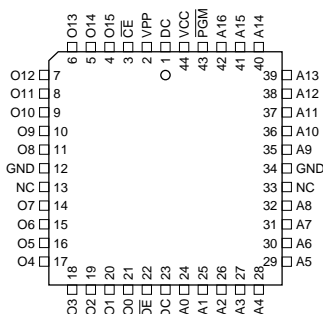 O13 O14 O15 C̅E̅ VPP DC VCC P̅G̅M̅ A16 A15 A14
6 5 4 3 2 1 44 43 42 41 40
O12 7 39 A13
O11 8 38 A12
O10 9 37 A11
O9 10 36 A10
O8 11 35 A9
GND 12 34 GND
NC 13 33 NC
O7 14 32 A8
O6 15 31 A7
O5 16 30 A6
O4 17 29 A5
18 19 20 21 22 23 24 25 26 27 28
O3 O2 O1 O0 O̅E̅ DC A0 A1 A2 A3 A4